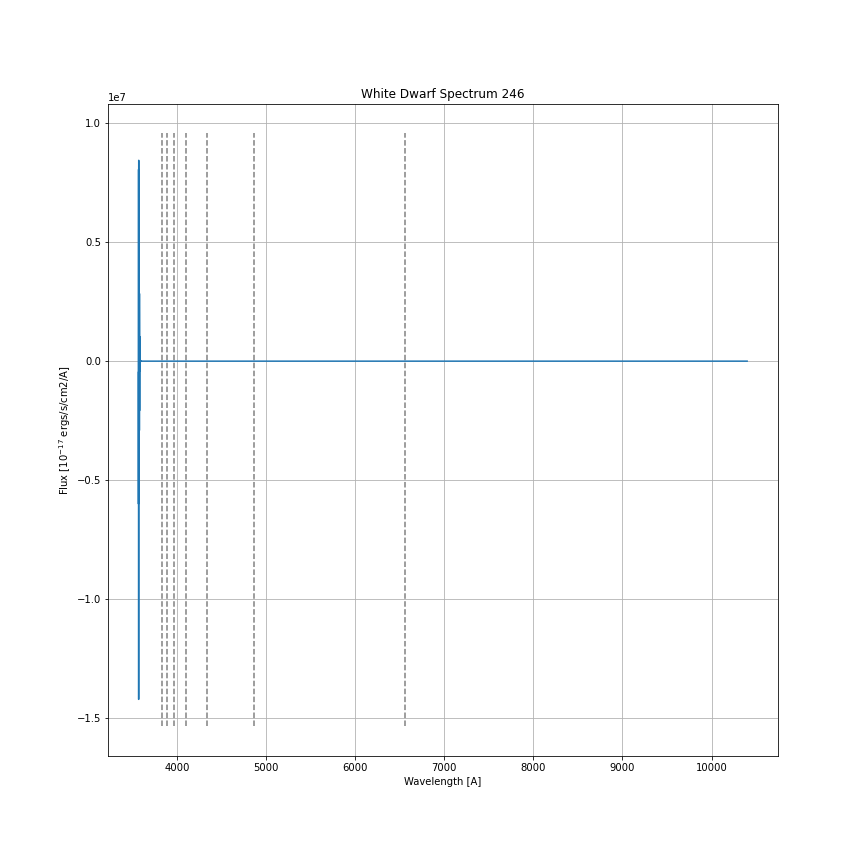 White Dwarf Spectrum 246
1e7
1.0
0.5
0.0
−0.5
−1.0
−1.5
Flux [10⁻¹⁷ ergs/s/cm2/A]
4000 5000 6000 7000 8000 9000 10000
Wavelength [A]